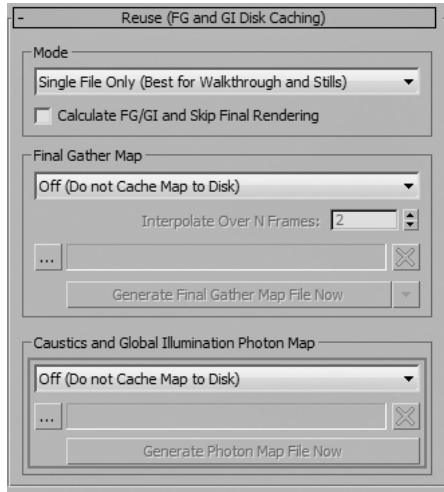 - Reuse (FG and GI Disk Caching)
Mode
Single File Only (Best for Walkthrough and Stills)
Calculate FG/GI and Skip Final Rendering
Final Gather Map
Off (Do not Cache Map to Disk)
Interpolate Over N Frames: 2
...
Generate Final Gather Map File Now
Caustics and Global Illumination Photon Map
Off (Do not Cache Map to Disk)
...
Generate Photon Map File Now